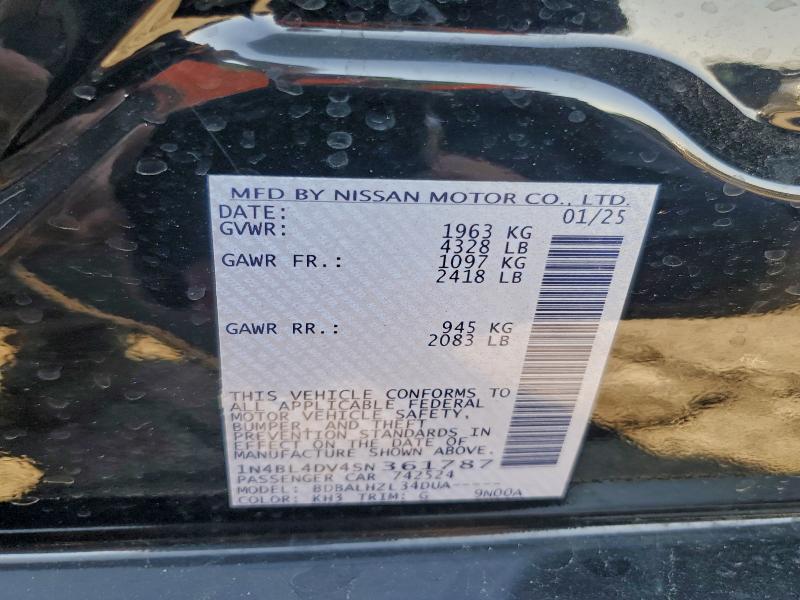 MFD BY NISSAN MOTOR CO., LTD.
DATE: 01/25
GVWR: 1963 KG
4328 LB
GAWR FR.: 1097 KG
2418 LB
GAWR RR.: 945 KG
2083 LB
THIS VEHICLE CONFORMS TO
ALL APPLICABLE FEDERAL
MOTOR VEHICLE SAFETY,
BUMPER, AND THEFT
PREVENTION STANDARDS IN
EFFECT ON THE DATE OF
MANUFACTURE SHOWN ABOVE.
1N4BL4DV4SN361787
PASSENGER CAR 742524
MODEL: BDBALHZL34DUA-----
COLOR: KH3 TRIM: G 9N00A